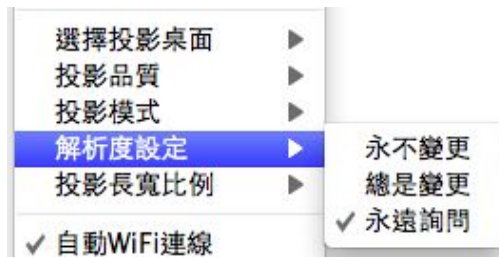 選擇投影桌面
投影品質
投影模式
解析度設定
投影長寬比例
自動WiFi連線
永不變更
總是變更
永遠詢問